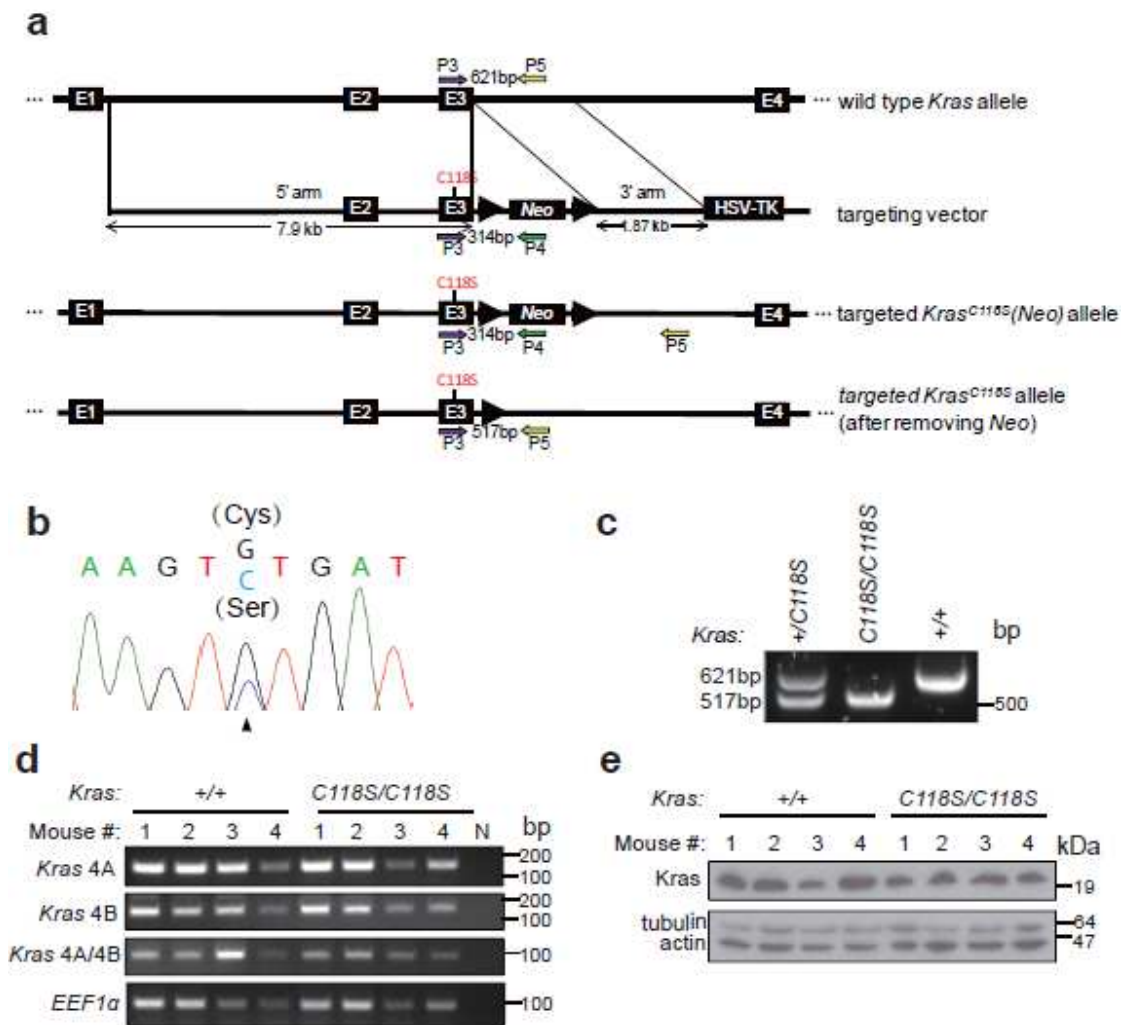 a
P3 621bp P5
... E1 E2 E3 E4 ... wild type Kras allele
C118S
5' arm E2 E3 Neo 3' arm HSV-TK targeting vector
7.9 kb 1.87 kb
P3 314bp P4
C118S
... E1 E2 E3 Neo E4 ... targeted Kras^C118S(Neo) allele
P3 314bp P4 P5
C118S
... E1 E2 E3 E4 ... targeted Kras^C118S allele
(after removing Neo)
P3 517bp P5
b
(Cys)
G
A A G T C T G A T
(Ser)
c
Kras: +/C118S C118S/C118S +/+ bp
621bp
517bp 500
d
Kras: +/+ C118S/C118S
Mouse #: 1 2 3 4 1 2 3 4 N bp
Kras 4A 200
100
Kras 4B 200
100
Kras 4A/4B 100
EEF1α 100
e
Kras: +/+ C118S/C118S
Mouse #: 1 2 3 4 1 2 3 4 kDa
Kras 19
tubulin 64
actin 47